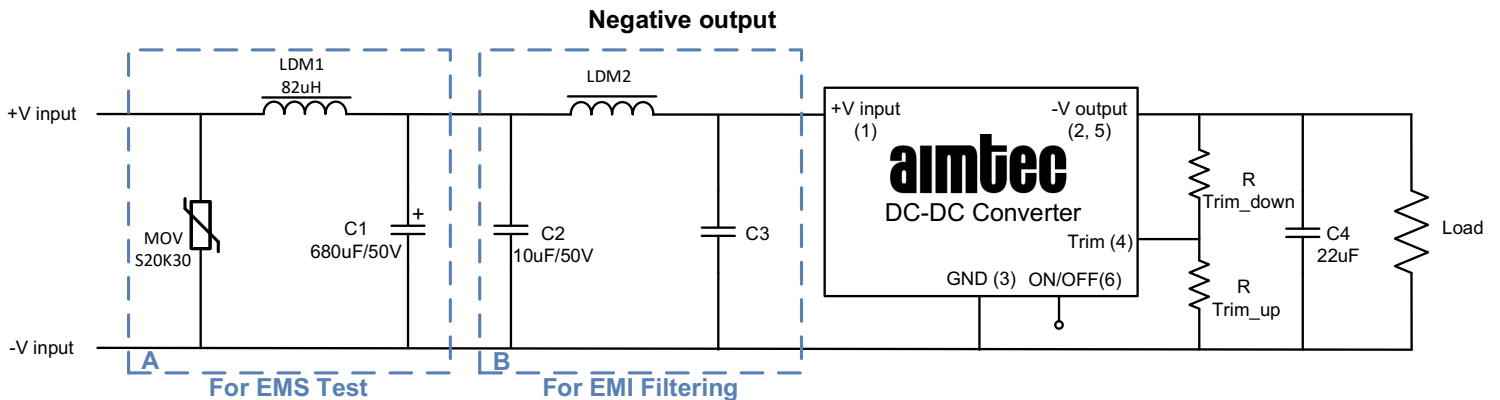 Negative output
LDM1
82uH
LDM2
+V input
+V input
(1)
-V output
(2, 5)
aimtec
DC-DC Converter
R
Trim_down
MOV
S20K30
C1
680uF/50V
+
C2
10uF/50V
C3
Trim (4)
C4
22uF
Load
GND (3)
ON/OFF(6)
R
Trim_up
-V input
A
B
For EMS Test
For EMI Filtering